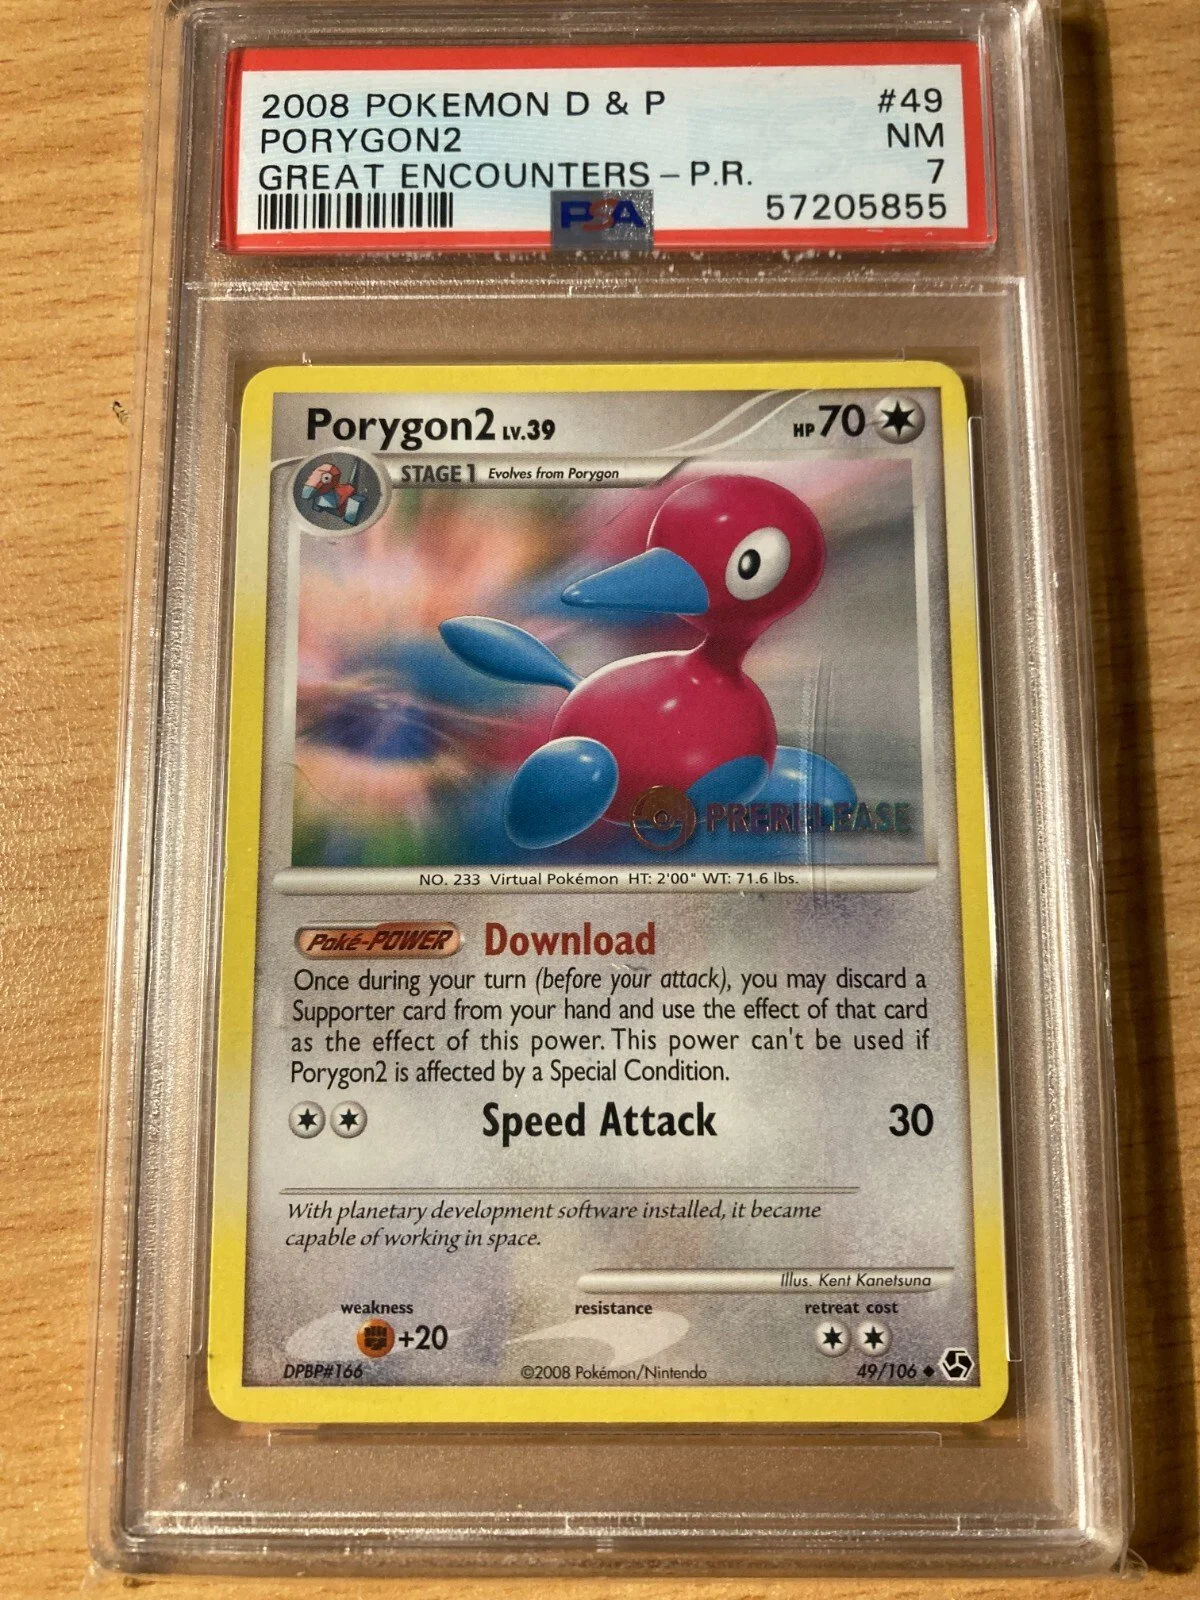 2008 POKEMON D & P #49
PORYGON2 NM
GREAT ENCOUNTERS – P.R. 7
PSA 57205855
Porygon2 LV.39 HP 70
STAGE 1 Evolves from Porygon
PRERELEASE
NO. 233 Virtual Pokémon HT: 2'00" WT: 71.6 lbs.
Poké-POWER Download
Once during your turn (before your attack), you may discard a
Supporter card from your hand and use the effect of that card
as the effect of this power. This power can't be used if
Porygon2 is affected by a Special Condition.
Speed Attack 30
With planetary development software installed, it became
capable of working in space.
Illus. Kent Kanetsuna
weakness resistance retreat cost
+20
DPBP#166 ©2008 Pokémon/Nintendo 49/106